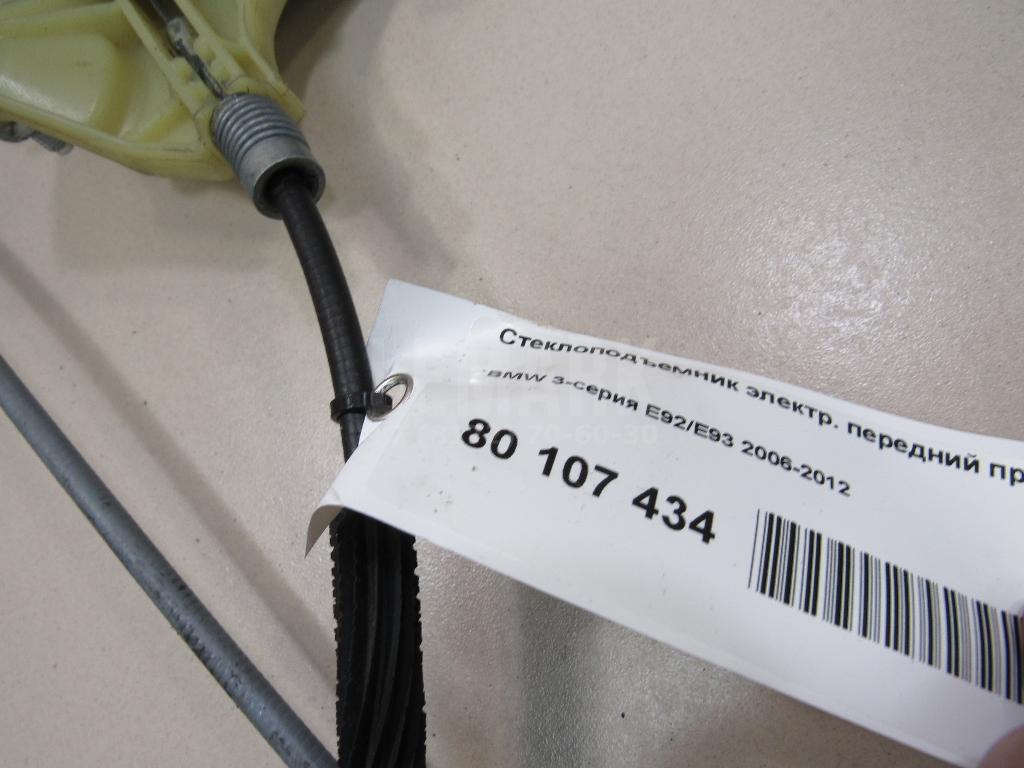 Стеклоподъемник электр. передний пр
BMW 3-серия E92/E93 2006-2012
80 107 434